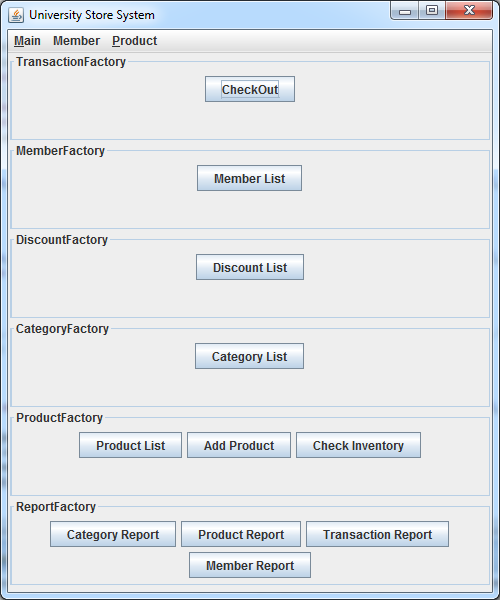 University Store System
Main Member Product
TransactionFactory
CheckOut
MemberFactory
Member List
DiscountFactory
Discount List
CategoryFactory
Category List
ProductFactory
Product List Add Product Check Inventory
ReportFactory
Category Report Product Report Transaction Report
Member Report